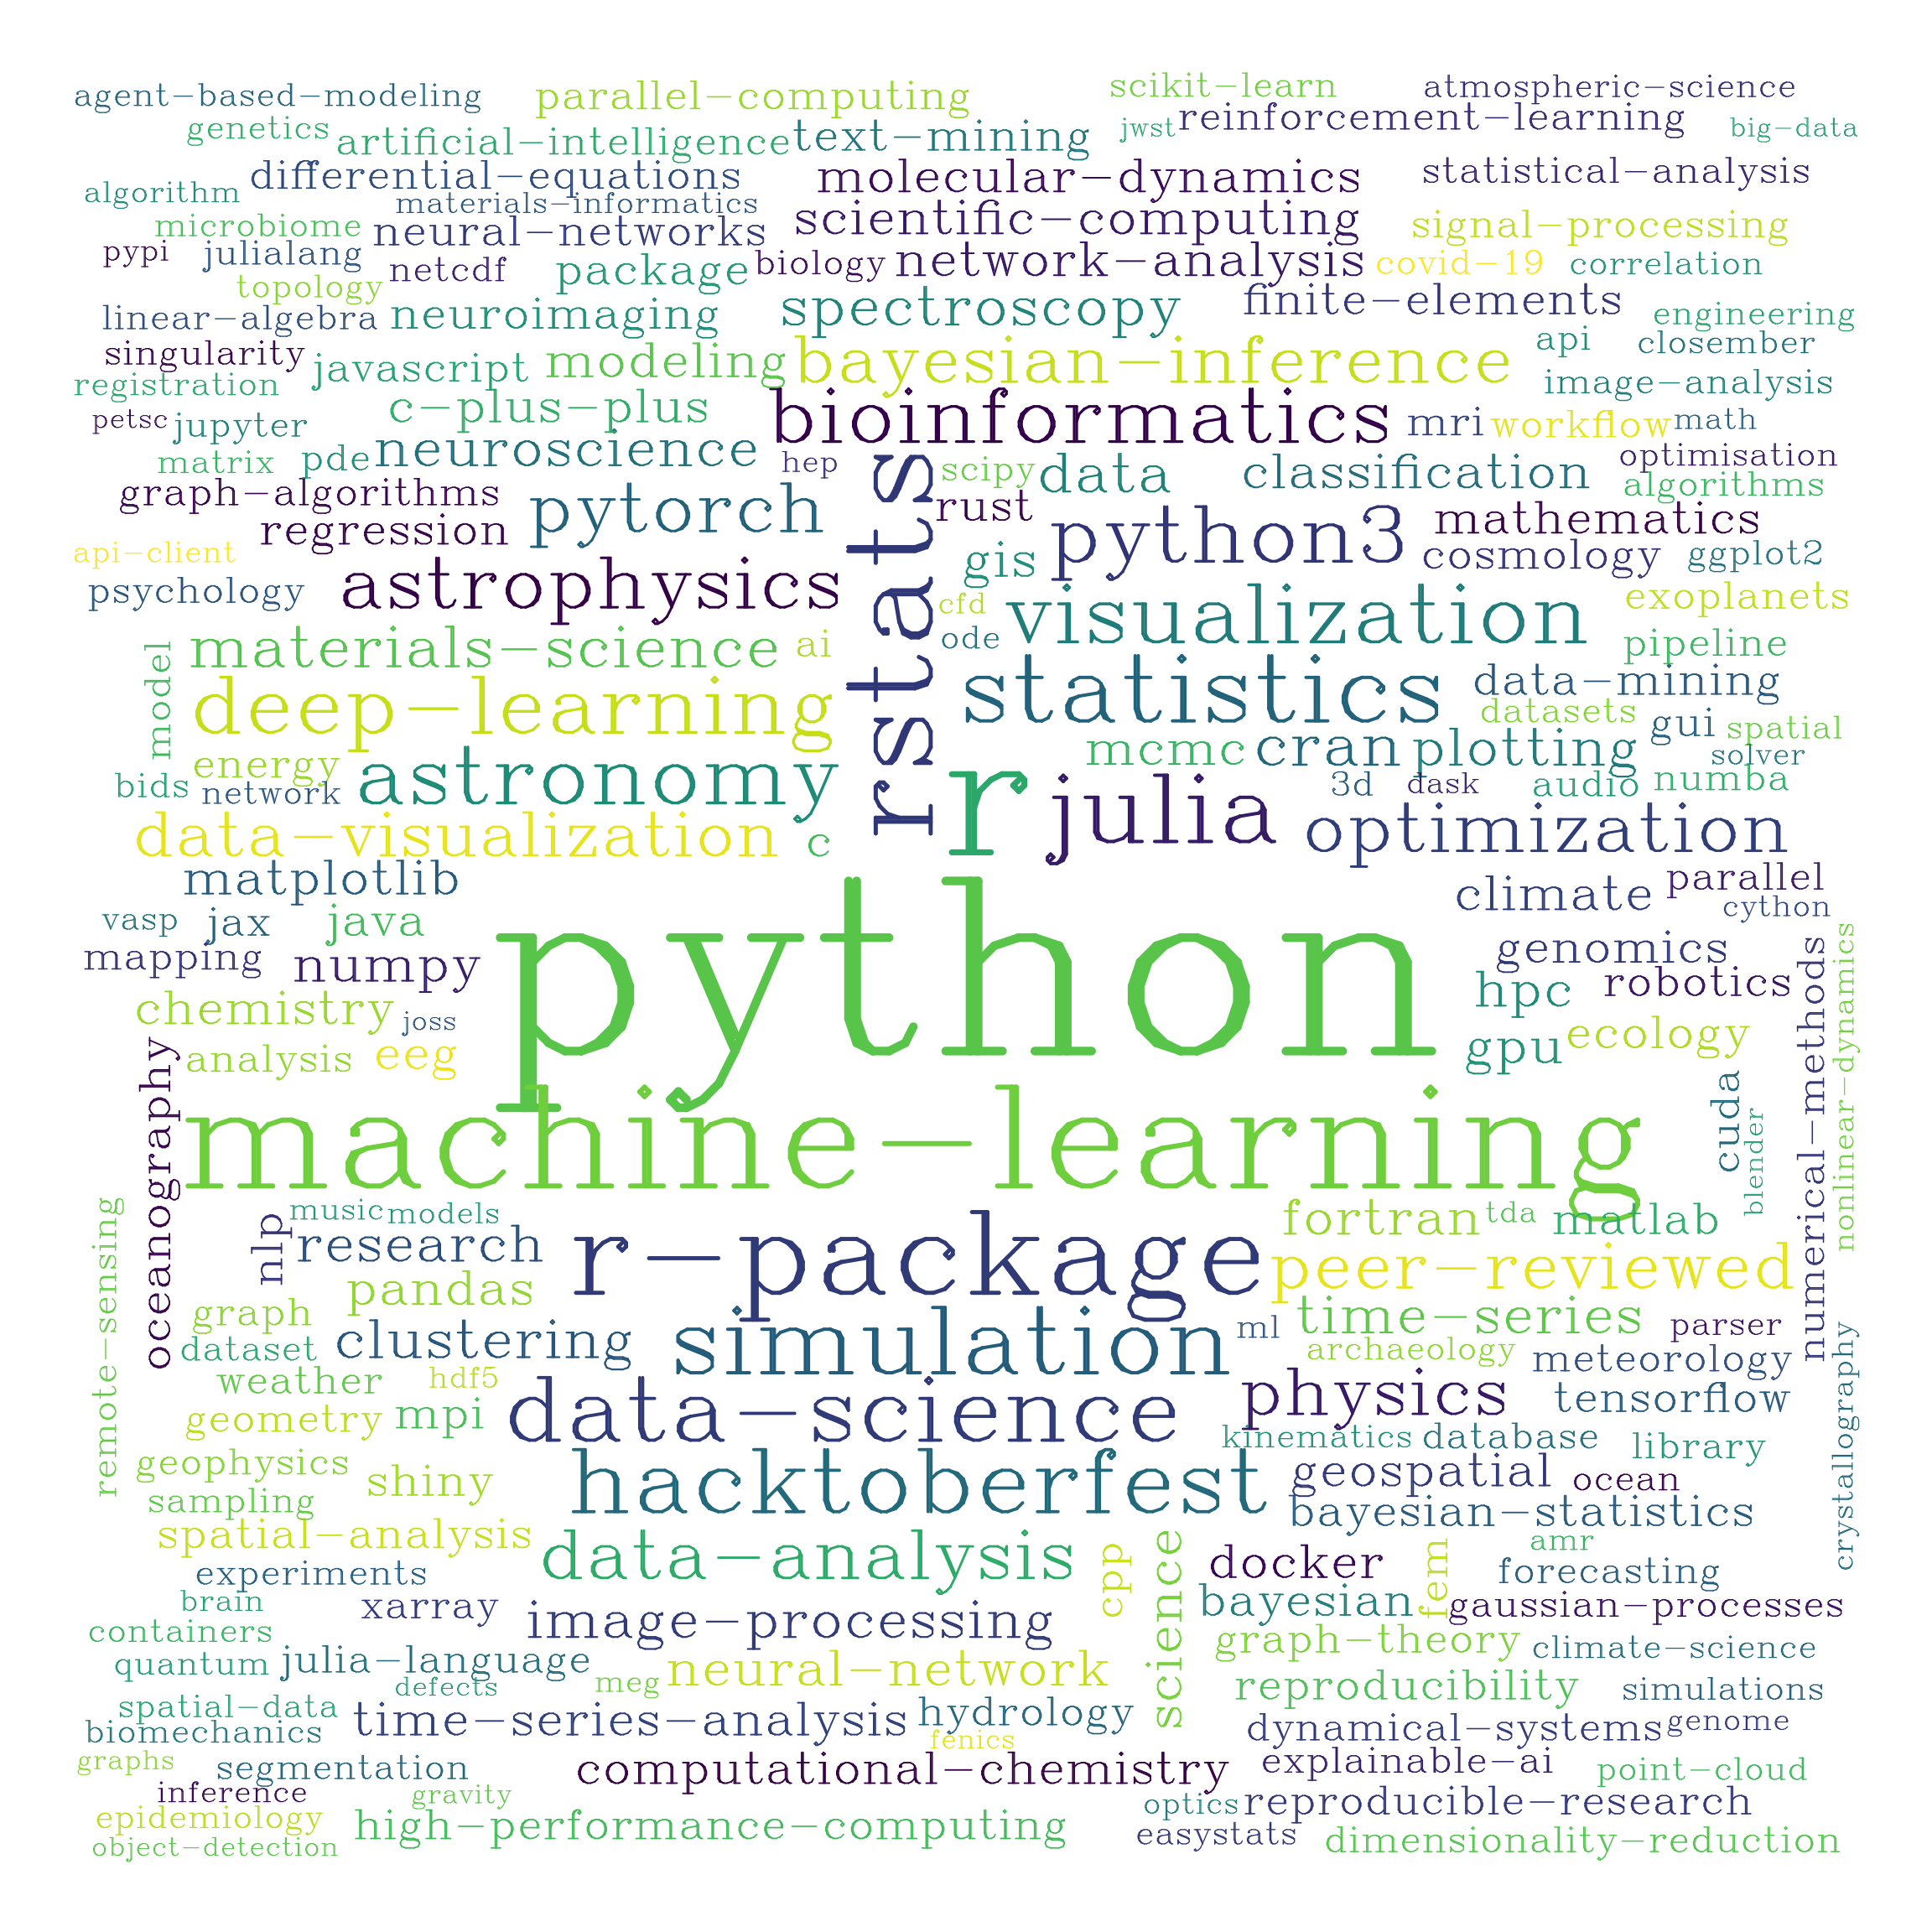 agent-based-modeling
parallel-computing
scikit-learn
atmospheric-science
genetics
artificial-intelligence
text-mining
jwst
reinforcement-learning
big-data
algorithm
differential-equations
molecular-dynamics
statistical-analysis
materials-informatics
microbiome
neural-networks
scientific-computing
signal-processing
pypi
julialang
netcdf
package
biology
network-analysis
covid-19
correlation
topology
linear-algebra
neuroimaging
spectroscopy
finite-elements
engineering
singularity
javascript
modeling
bayesian-inference
api
closember
registration
c-plus-plus
bioinformatics
image-analysis
petsc
jupyter
mri
workflow
math
matrix
pde
neuroscience
hep
rstats
scipy
data
classification
optimisation
graph-algorithms
pytorch
rust
python3
algorithms
regression
mathematics
api-client
astrophysics
gis
cosmology
ggplot2
psychology
cfd
visualization
exoplanets
model
materials-science
ai
ode
pipeline
deep-learning
statistics
data-mining
datasets
gui
spatial
energy
bids
network
astronomy
r
mcmc
cran
plotting
solver
julia
3d
dask
audio
numba
data-visualization
c
optimization
matplotlib
python
climate
parallel
cython
vasp
jax
java
mapping
numpy
genomics
robotics
numerical-methods
nonlinear-dynamics
chemistry
joss
hpc
analysis
eeg
gpu
ecology
oceanography
machine-learning
cuda
blender
remote-sensing
nlp
music
models
research
r-package
fortran
tda
matlab
pandas
peer-reviewed
graph
time-series
parser
dataset
clustering
simulation
ml
archaeology
meteorology
crystallography
weather
hdf5
data-science
physics
tensorflow
geometry
mpi
kinematics
database
library
geophysics
shiny
hacktoberfest
geospatial
ocean
sampling
bayesian-statistics
spatial-analysis
data-analysis
cpp
science
docker
fem
amr
forecasting
experiments
brain
xarray
image-processing
bayesian
gaussian-processes
containers
graph-theory
climate-science
quantum
julia-language
meg
neural-network
defects
reproducibility
simulations
spatial-data
biomechanics
time-series-analysis
hydrology
dynamical-systems
genome
graphs
segmentation
fenics
computational-chemistry
explainable-ai
point-cloud
inference
gravity
optics
reproducible-research
epidemiology
high-performance-computing
easystats
dimensionality-reduction
object-detection